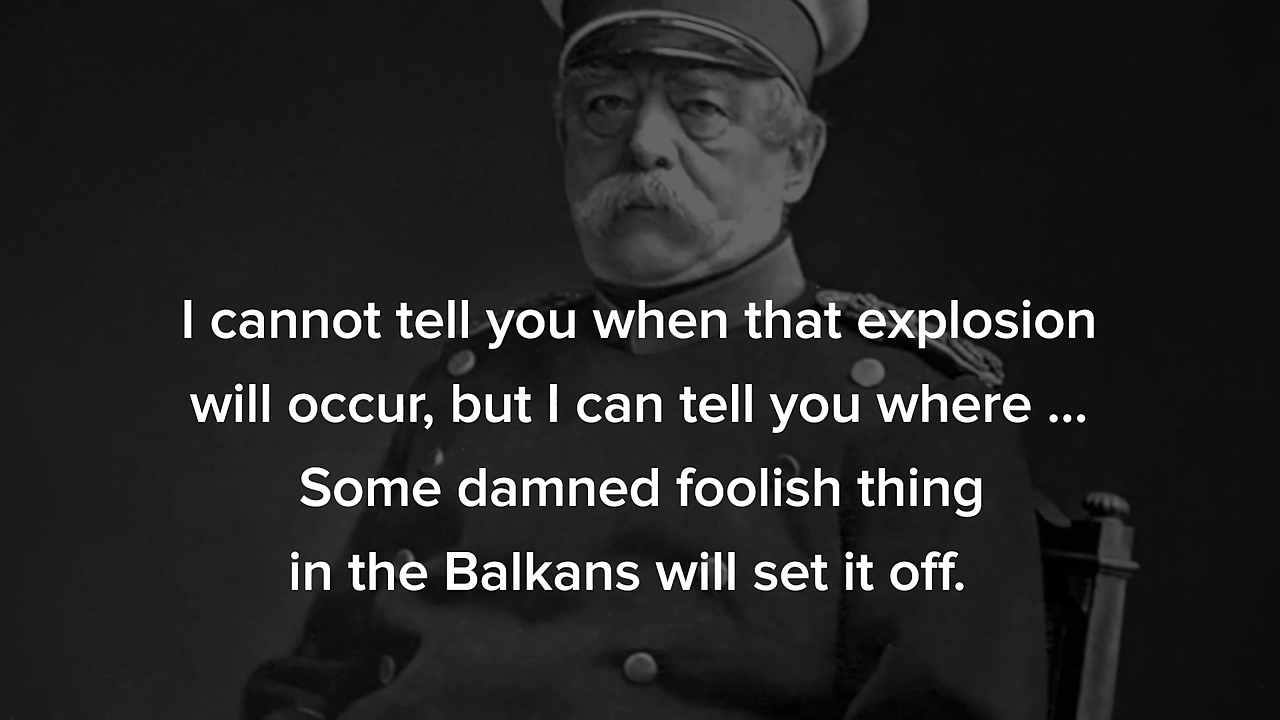 I cannot tell you when that explosion
will occur, but I can tell you where ...
Some damned foolish thing
in the Balkans will set it off.